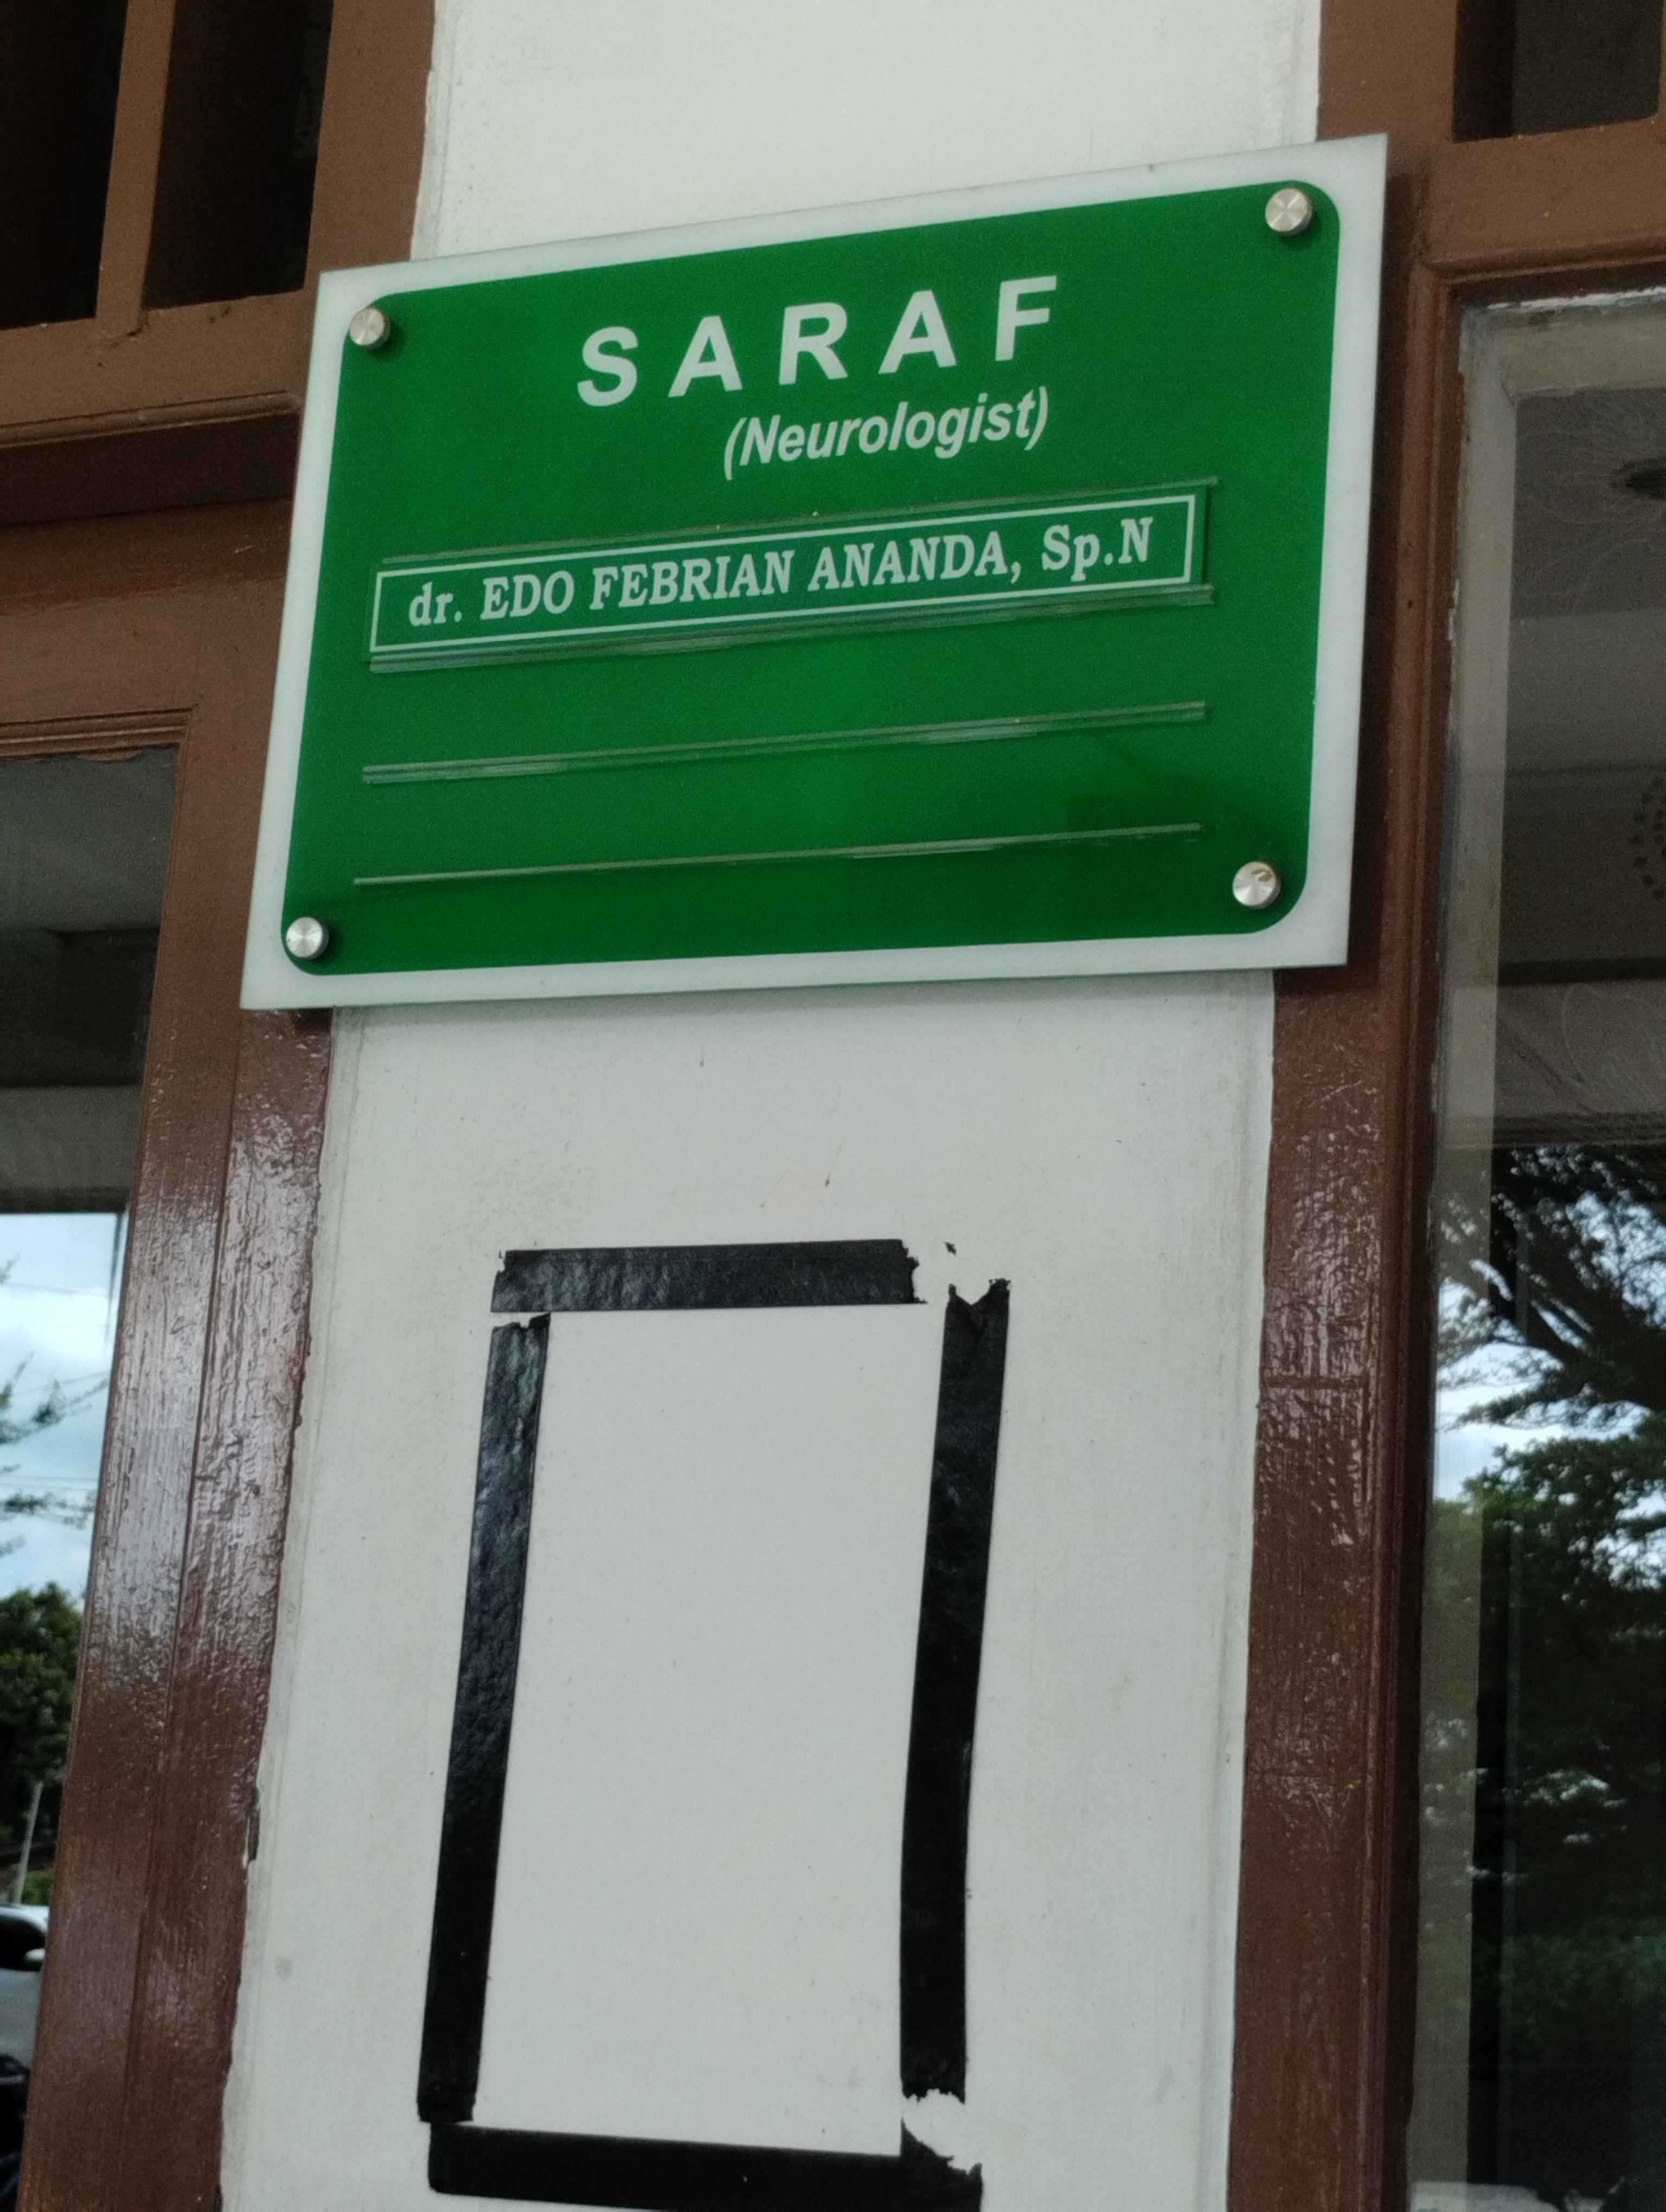 SARAF
(Neurologist)
dr. EDO FEBRIAN ANANDA, Sp.N